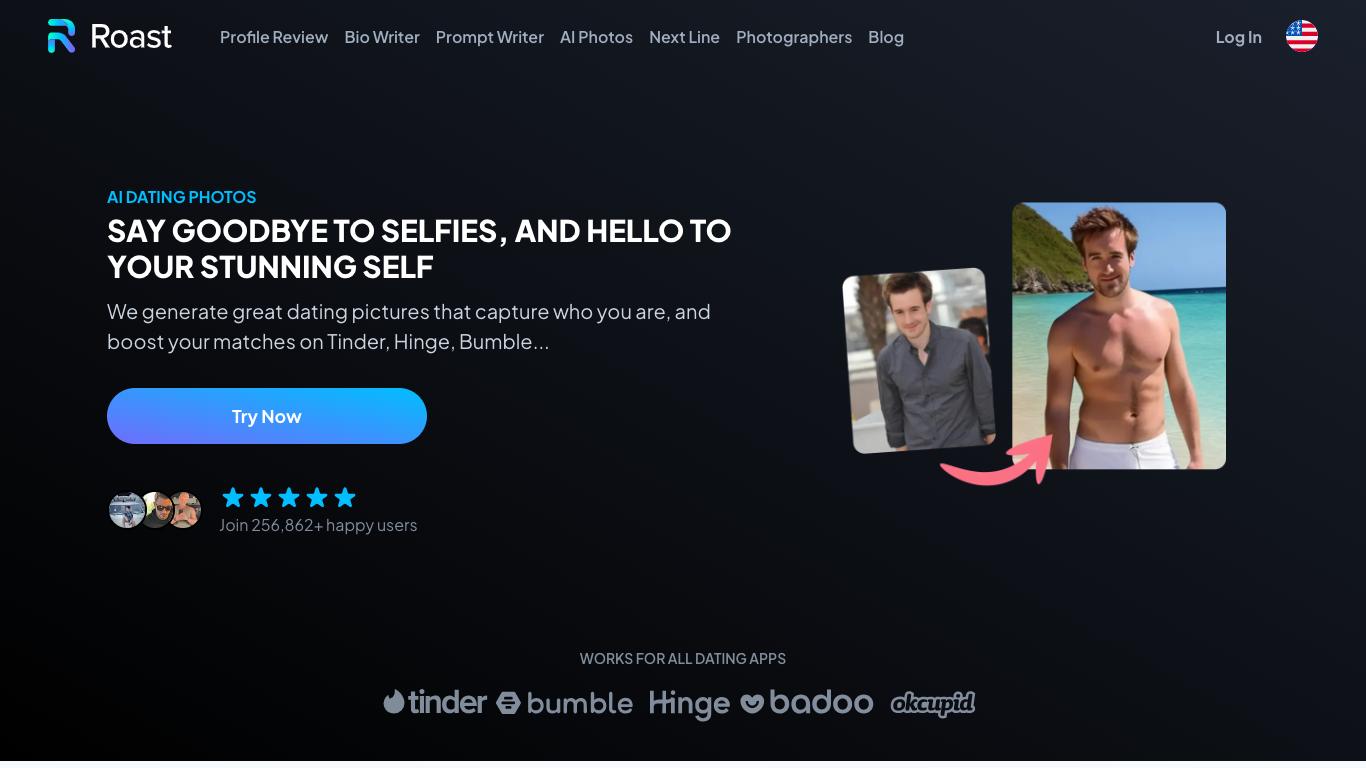 Roast
Profile Review
Bio Writer
Prompt Writer
AI Photos
Next Line
Photographers
Blog
Log In
AI DATING PHOTOS
SAY GOODBYE TO SELFIES, AND HELLO TO
YOUR STUNNING SELF
We generate great dating pictures that capture who you are, and
boost your matches on Tinder, Hinge, Bumble...
Try Now
Join 256,862+ happy users
WORKS FOR ALL DATING APPS
tinder
bumble
Hinge
badoo
okcupid